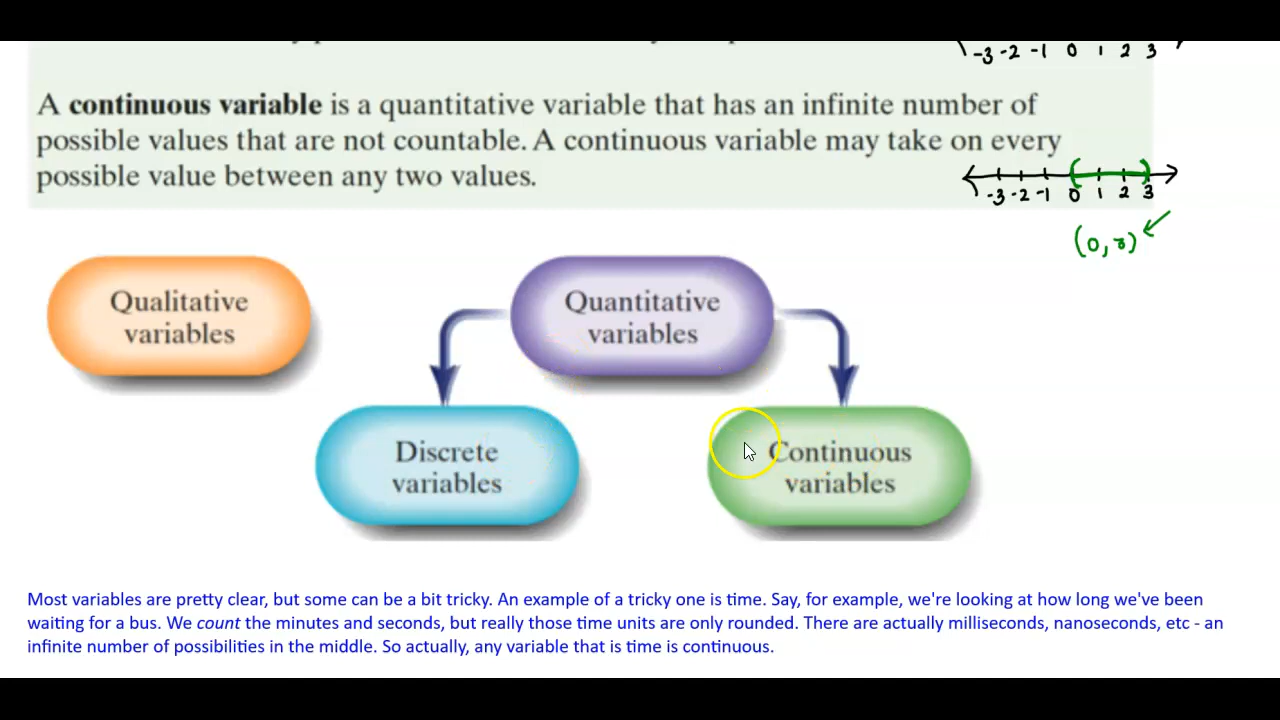 -3 -2 -1 0 1 2 3
A continuous variable is a quantitative variable that has an infinite number of
possible values that are not countable. A continuous variable may take on every
possible value between any two values.
-3 -2 -1 0 1 2 3
(0,3)
Qualitative
variables
Quantitative
variables
Discrete
variables
Continuous
variables
Most variables are pretty clear, but some can be a bit tricky. An example of a tricky one is time. Say, for example, we're looking at how long we've been
waiting for a bus. We count the minutes and seconds, but really those time units are only rounded. There are actually milliseconds, nanoseconds, etc - an
infinite number of possibilities in the middle. So actually, any variable that is time is continuous.